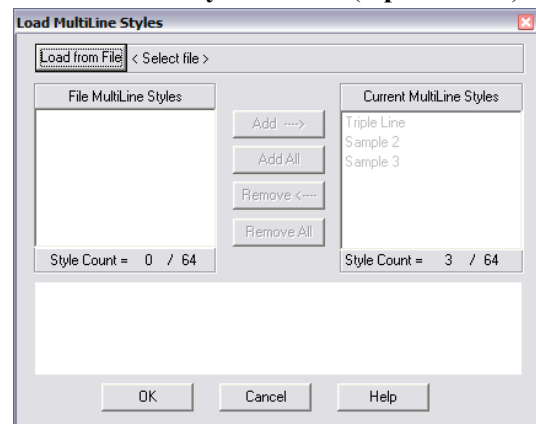 Load MultiLine Styles
Load from File < Select file >
File MultiLine Styles
Current MultiLine Styles
Add ---->
Add All
Remove <----
Remove All
Triple Line
Sample 2
Sample 3
Style Count = 0 / 64
Style Count = 3 / 64
OK Cancel Help